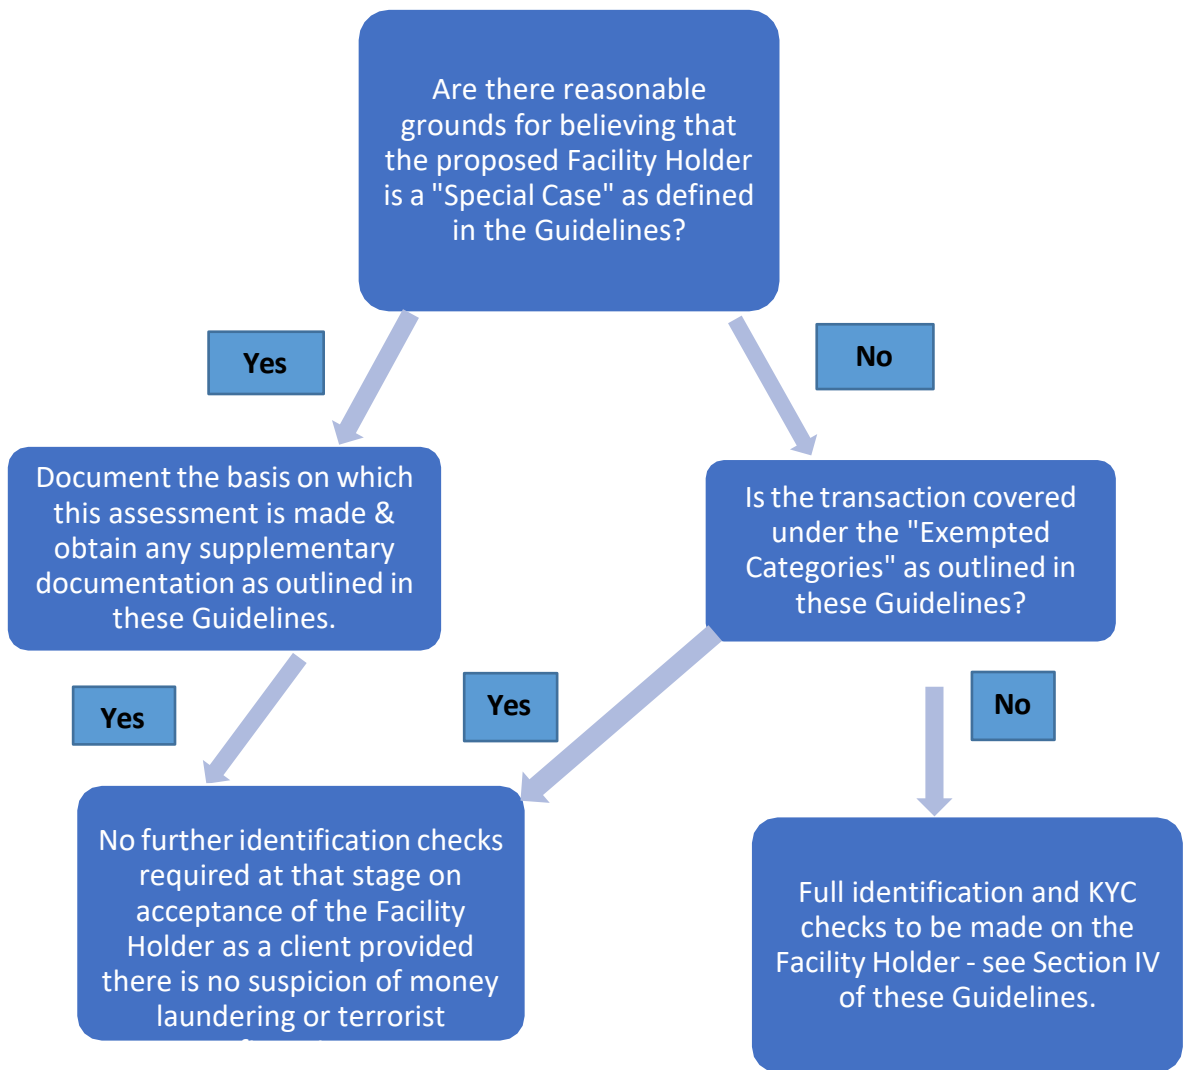 Are there reasonable
grounds for believing that
the proposed Facility Holder
is a "Special Case" as defined
in the Guidelines?
Yes
No
Document the basis on which
this assessment is made &
obtain any supplementary
documentation as outlined in
these Guidelines.
Is the transaction covered
under the "Exempted
Categories" as outlined in
these Guidelines?
Yes
Yes
No
No further identification checks
required at that stage on
acceptance of the Facility
Holder as a client provided
there is no suspicion of money
laundering or terrorist
Full identification and KYC
checks to be made on the
Facility Holder - see Section IV
of these Guidelines.